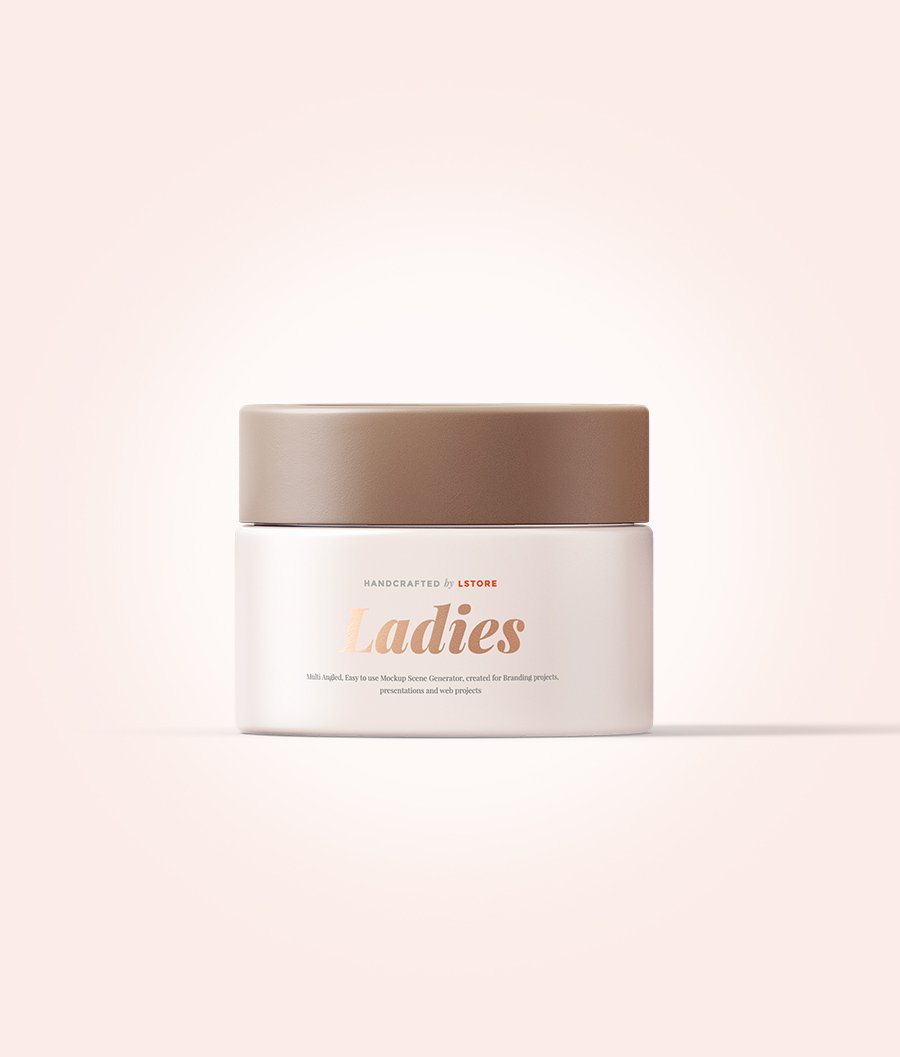 HANDCRAFTED by LSTORE
Ladies
Multi Angled, Easy to use Mockup Scene Generator, created for Branding projects,
presentations and web projects